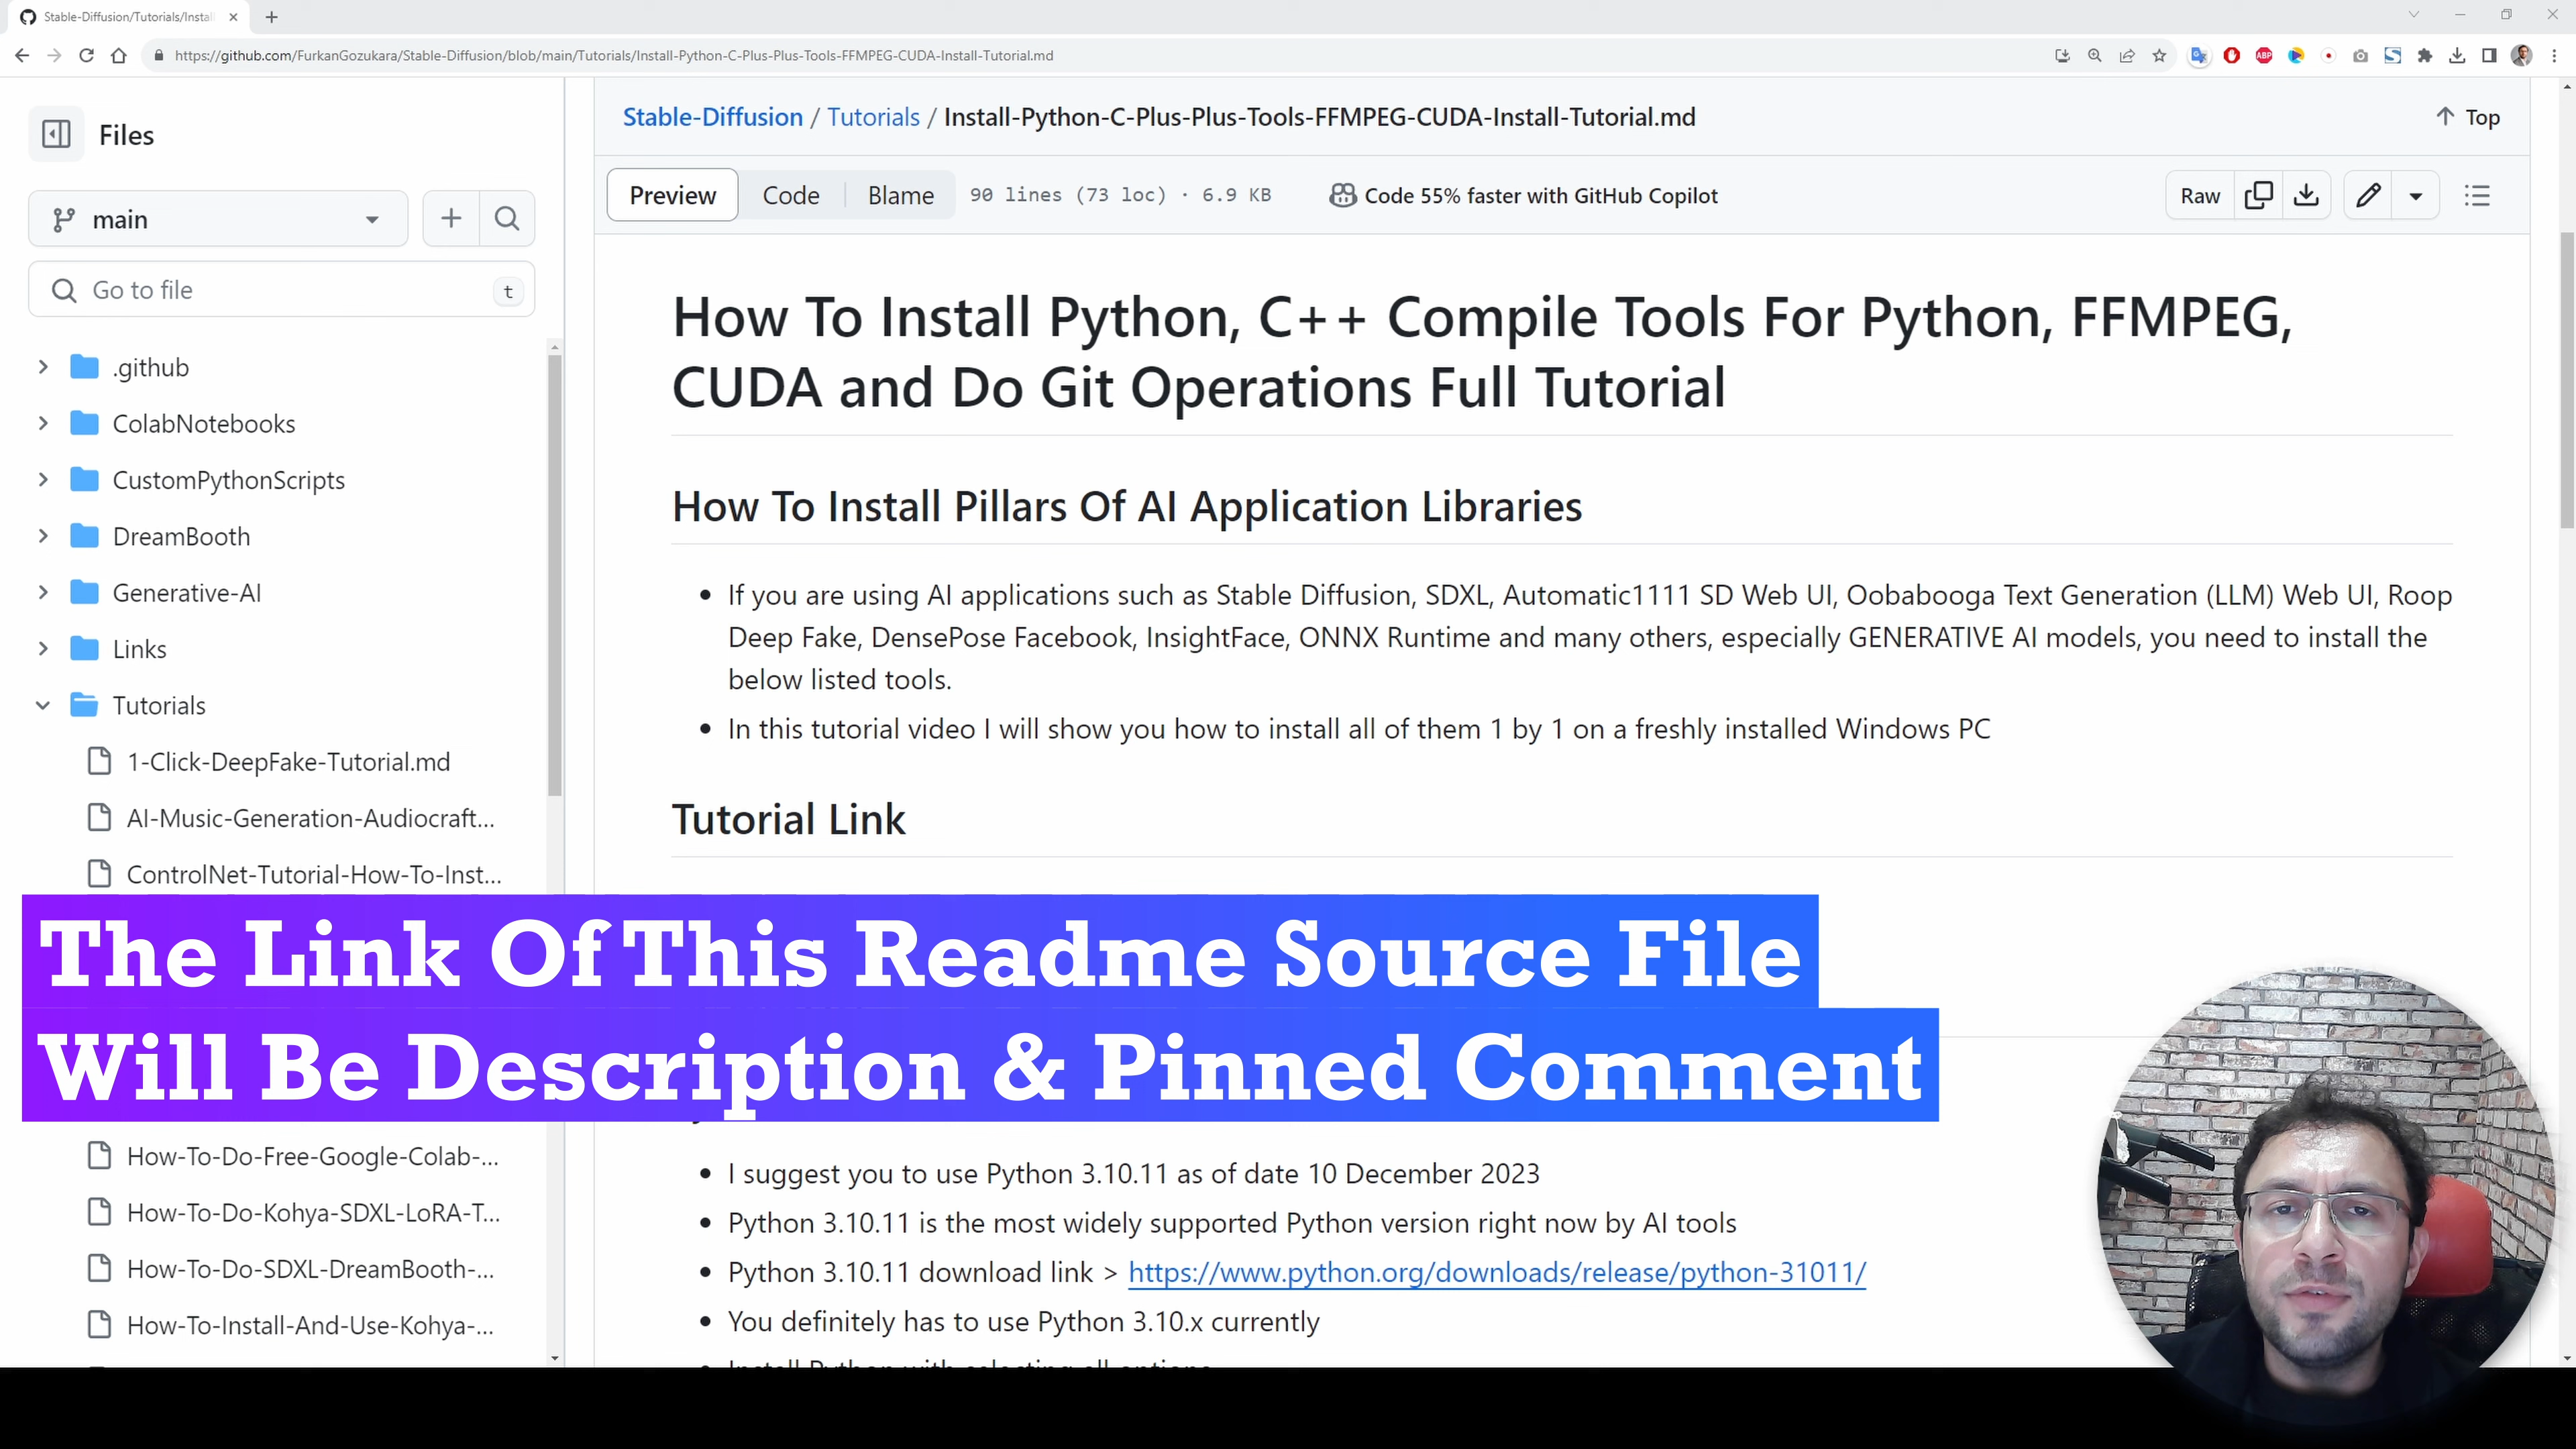 Stable-Diffusion/Tutorials/Instal
https://github.com/FurkanGozukara/Stable-Diffusion/blob/main/Tutorials/Install-Python-C-Plus-Plus-Tools-FFMPEG-CUDA-Install-Tutorial.md
ABP
Files
main
Go to file
t
.github
ColabNotebooks
CustomPythonScripts
DreamBooth
Generative-AI
Links
Tutorials
1-Click-DeepFake-Tutorial.md
AI-Music-Generation-Audiocraft...
ControlNet-Tutorial-How-To-Inst...
How-To-Do-Free-Google-Colab-...
How-To-Do-Kohya-SDXL-LoRA-T...
How-To-Do-SDXL-DreamBooth-...
How-To-Install-And-Use-Kohya-...
Stable-Diffusion / Tutorials / Install-Python-C-Plus-Plus-Tools-FFMPEG-CUDA-Install-Tutorial.md
Top
Preview Code Blame 90 lines (73 loc) · 6.9 KB Code 55% faster with GitHub Copilot Raw
How To Install Python, C++ Compile Tools For Python, FFMPEG,
CUDA and Do Git Operations Full Tutorial
How To Install Pillars Of AI Application Libraries
If you are using AI applications such as Stable Diffusion, SDXL, Automatic1111 SD Web UI, Oobabooga Text Generation (LLM) Web UI, Roop
Deep Fake, DensePose Facebook, InsightFace, ONNX Runtime and many others, especially GENERATIVE AI models, you need to install the
below listed tools.
In this tutorial video I will show you how to install all of them 1 by 1 on a freshly installed Windows PC
Tutorial Link
The Link Of This Readme Source File
Will Be Description & Pinned Comment
I suggest you to use Python 3.10.11 as of date 10 December 2023
Python 3.10.11 is the most widely supported Python version right now by AI tools
Python 3.10.11 download link > https://www.python.org/downloads/release/python-31011/
You definitely has to use Python 3.10.x currently
Install Python with selecting all options